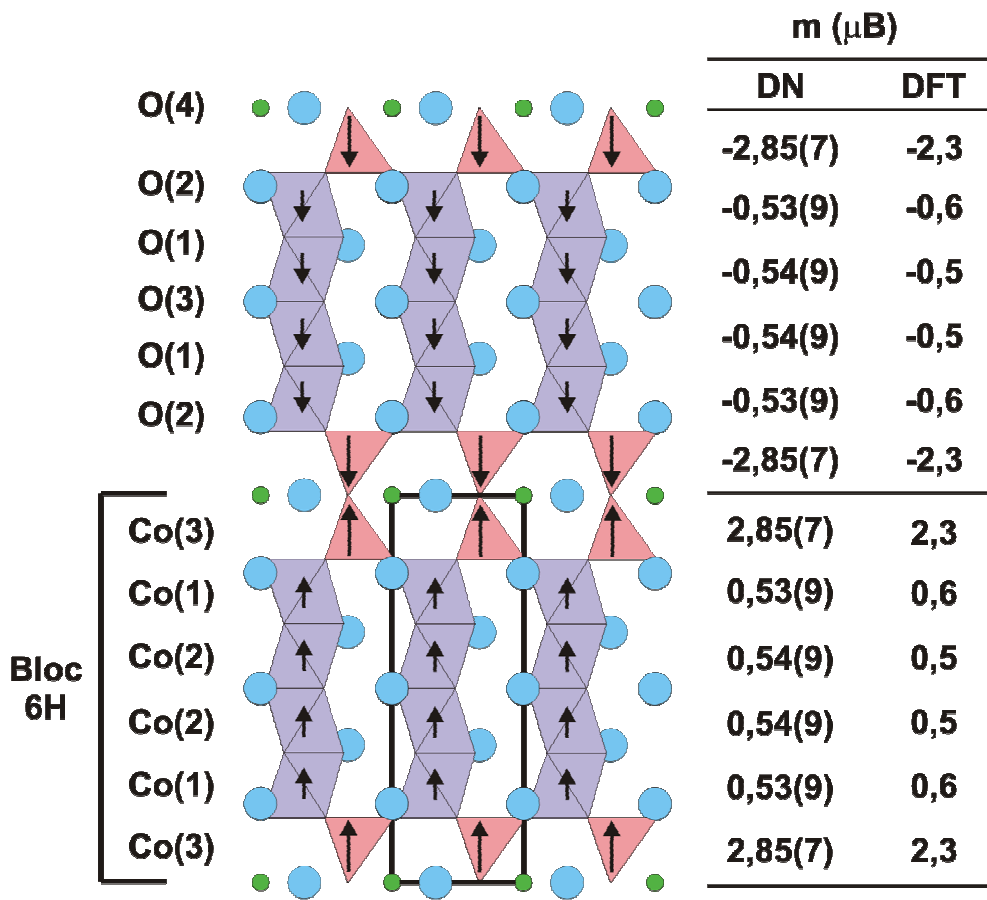 m (μB)
DN DFT
O(4)
-2,85(7) -2,3
O(2)
-0,53(9) -0,6
O(1)
-0,54(9) -0,5
O(3)
-0,54(9) -0,5
O(1)
-0,53(9) -0,6
O(2)
-2,85(7) -2,3
Co(3) 2,85(7) 2,3
Co(1) 0,53(9) 0,6
Co(2) 0,54(9) 0,5
Bloc
6H
Co(2) 0,54(9) 0,5
Co(1) 0,53(9) 0,6
Co(3) 2,85(7) 2,3